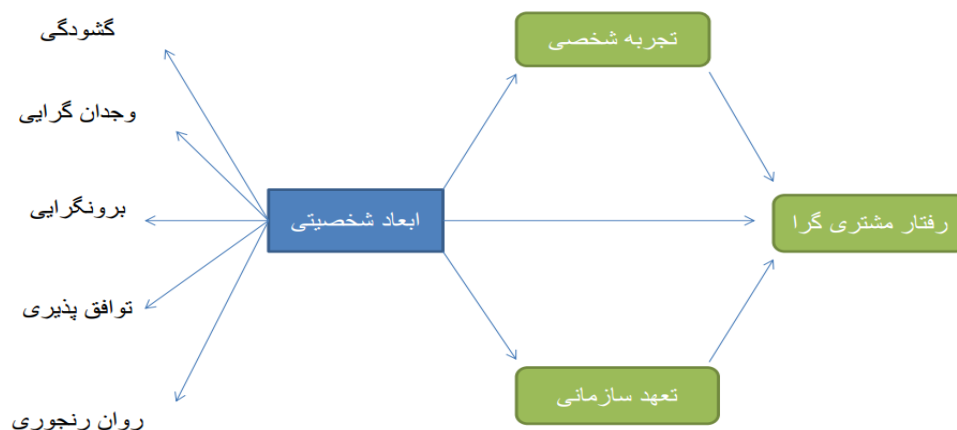 گشودگی
تجربه شخصی
وجدان گرایی
برونگرایی
ابعاد شخصیتی
رفتار مشتری گرا
توافق پذیری
تعهد سازمانی
روان رنجوری